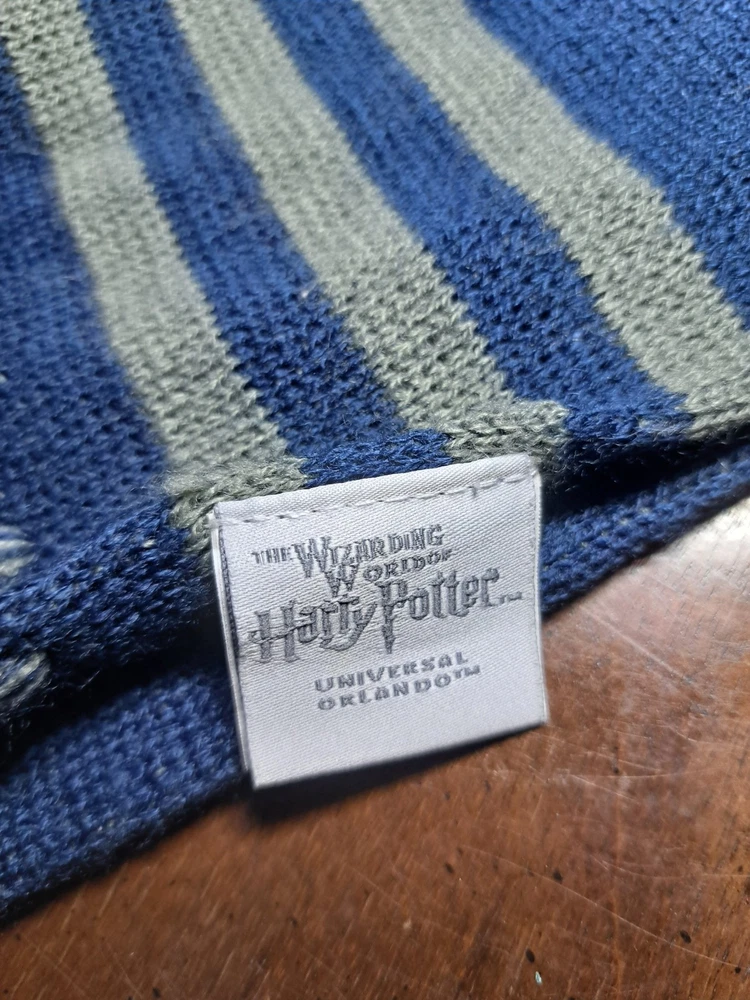 THE WIZARDING
WORLD OF
Harry Potter™
UNIVERSAL
ORLANDO™